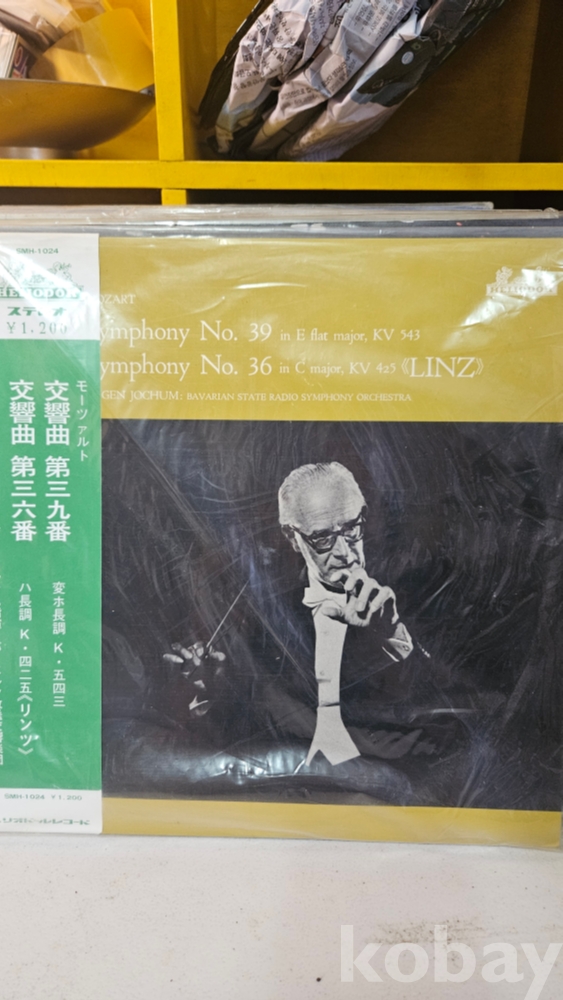 SMH-1024
ステレオ
¥1,200
モーツァルト
交響曲 第三九番
変ホ長調 K・五四三
交響曲 第三六番
ハ長調 K・四二五《リンツ》
SMH-1024 ¥1,200
OZART
ymphony No. 39 in E flat major, KV 543
ymphony No. 36 in C major, KV 425 《LINZ》
GEN JOCHUM: BAVARIAN STATE RADIO SYMPHONY ORCHESTRA
HELIODOR
kobay